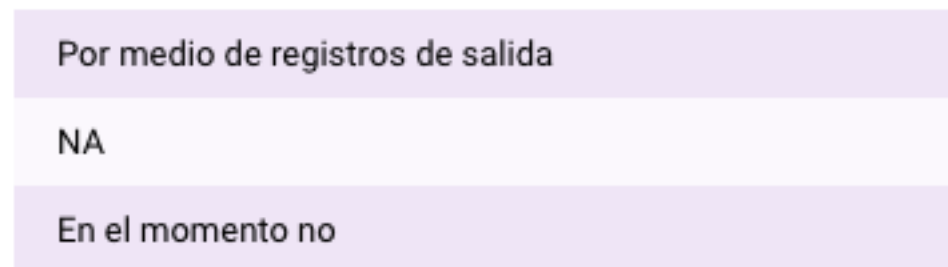 Por medio de registros de salida
NA
En el momento no